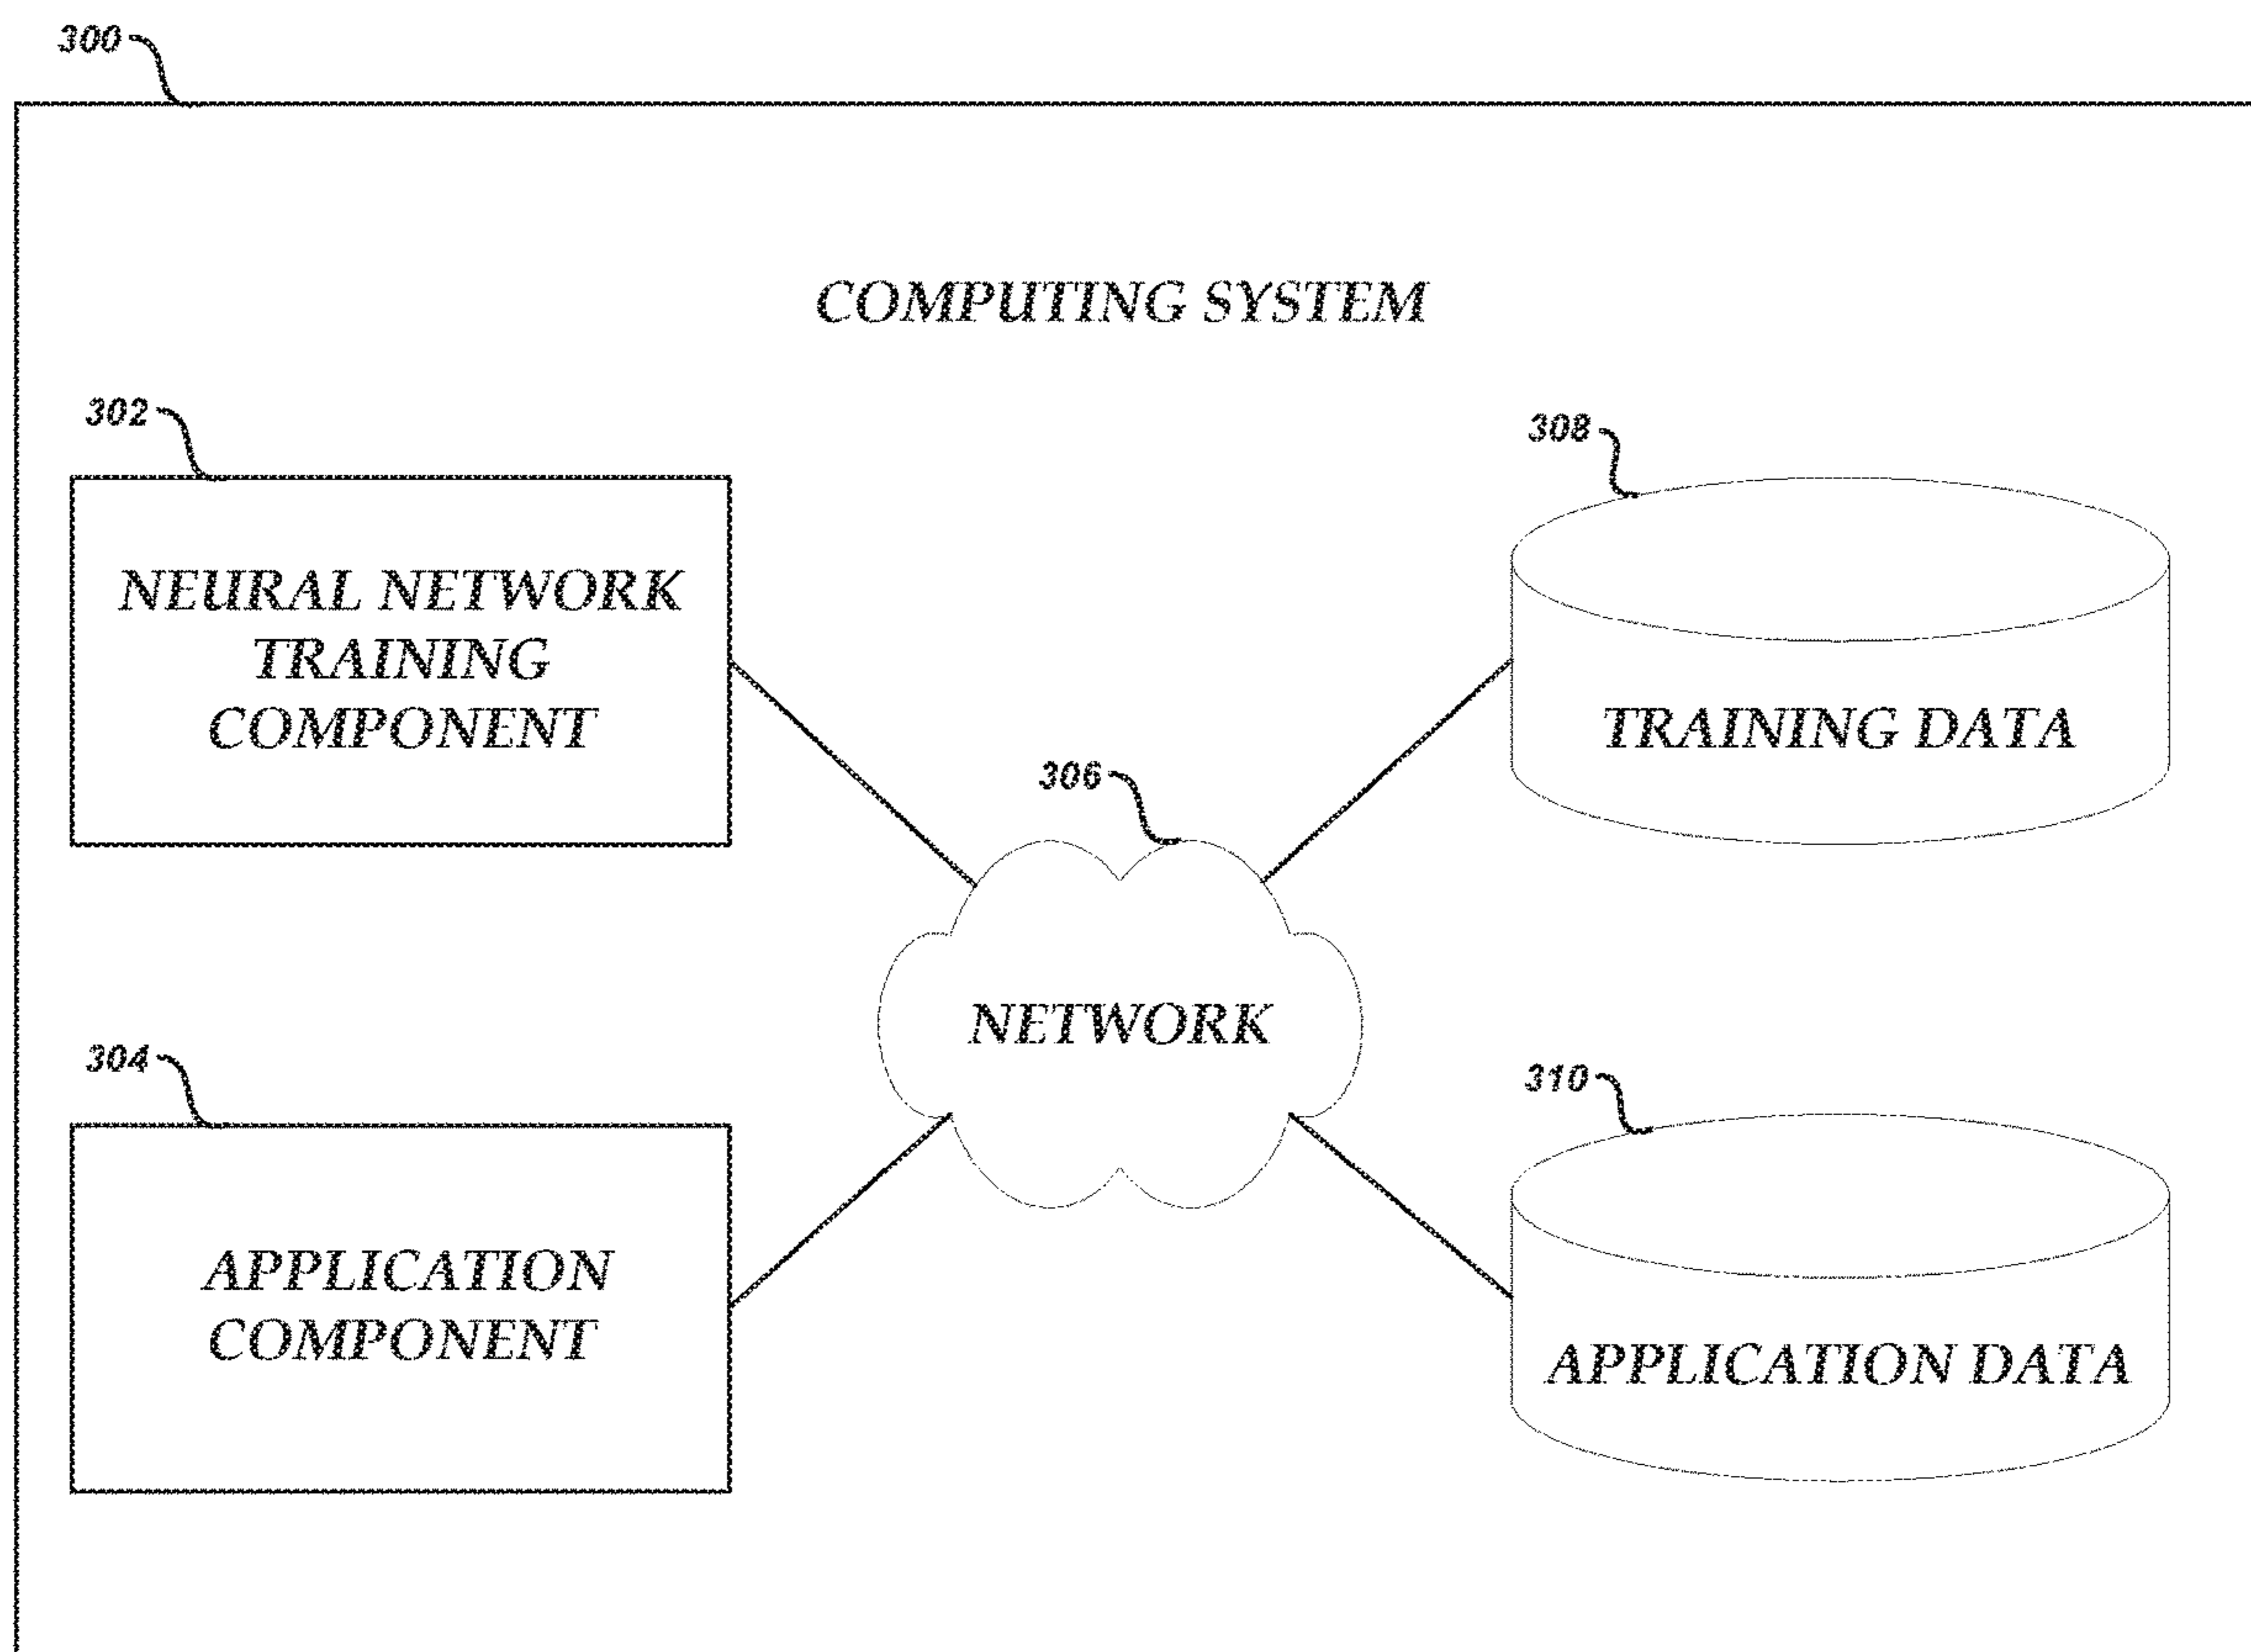 300
COMPUTING SYSTEM
302
NEURAL NETWORK
TRAINING
COMPONENT
308
TRAINING DATA
306
NETWORK
304
APPLICATION
COMPONENT
310
APPLICATION DATA